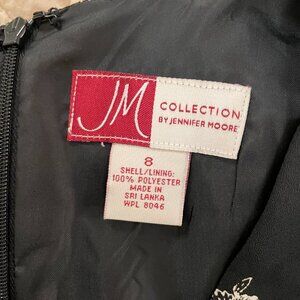 JM
COLLECTION
BY JENNIFER MOORE
8
SHELL/LINING:
100% POLYESTER
MADE IN
SRI LANKA
WPL 8046